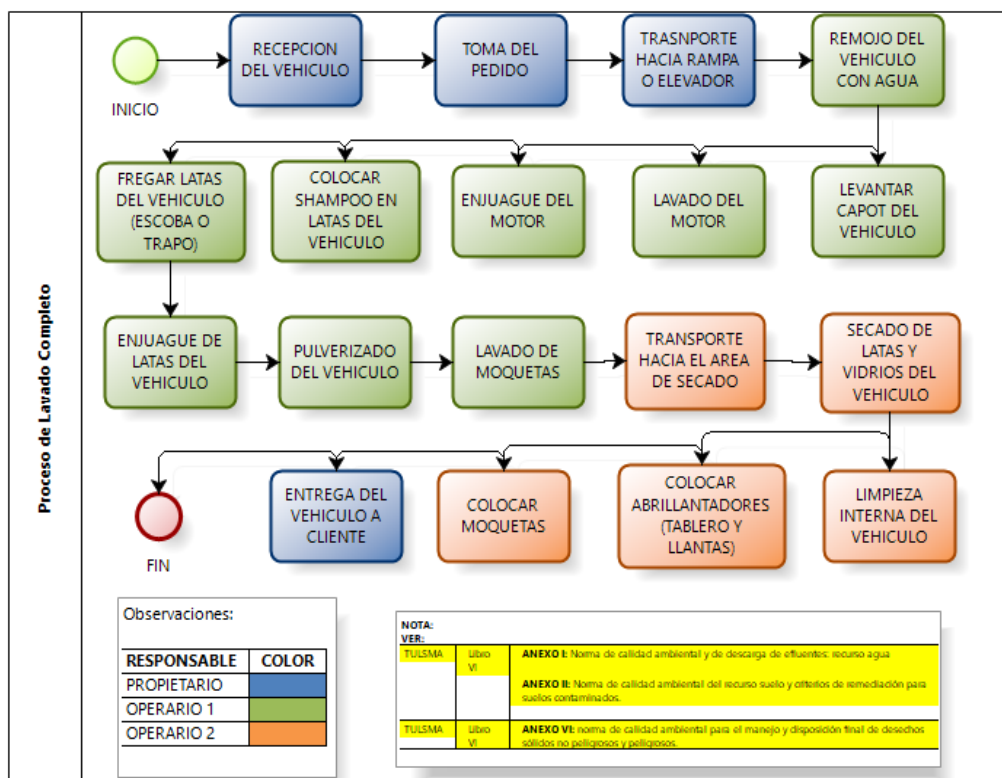 Proceso de Lavado Completo
INICIO
RECEPCION
DEL VEHICULO
TOMA DEL
PEDIDO
TRASNPORTE
HACIA RAMPA
O ELEVADOR
REMOJO DEL
VEHICULO
CON AGUA
FREGAR LATAS
DEL VEHICULO
(ESCOBA O
TRAPO)
COLOCAR
SHAMPOO EN
LATAS DEL
VEHICULO
ENJUAGUE DEL
MOTOR
LAVADO DEL
MOTOR
LEVANTAR
CAPOT DEL
VEHICULO
ENJUAGUE DE
LATAS DEL
VEHICULO
PULVERIZADO
DEL VEHICULO
LAVADO DE
MOQUETAS
TRANSPORTE
HACIA EL AREA
DE SECADO
SECADO DE
LATAS Y
VIDRIOS DEL
VEHICULO
FIN
ENTREGA DEL
VEHICULO A
CLIENTE
COLOCAR
MOQUETAS
COLOCAR
ABRILLANTADORES
(TABLERO Y
LLANTAS)
LIMPIEZA
INTERNA DEL
VEHICULO
Observaciones:
RESPONSABLE COLOR
PROPIETARIO
OPERARIO 1
OPERARIO 2
NOTA:
VER:
TULSMA Libro VI ANEXO I: Norma de calidad ambiental y de descarga de efluentes: recurso agua
ANEXO II: Norma de calidad ambiental del recurso suelo y criterios de remediación para
suelos contaminados.
TULSMA Libro VI ANEXO VI: norma de calidad ambiental para el manejo y disposición final de desechos
sólidos no peligrosos y peligrosos.